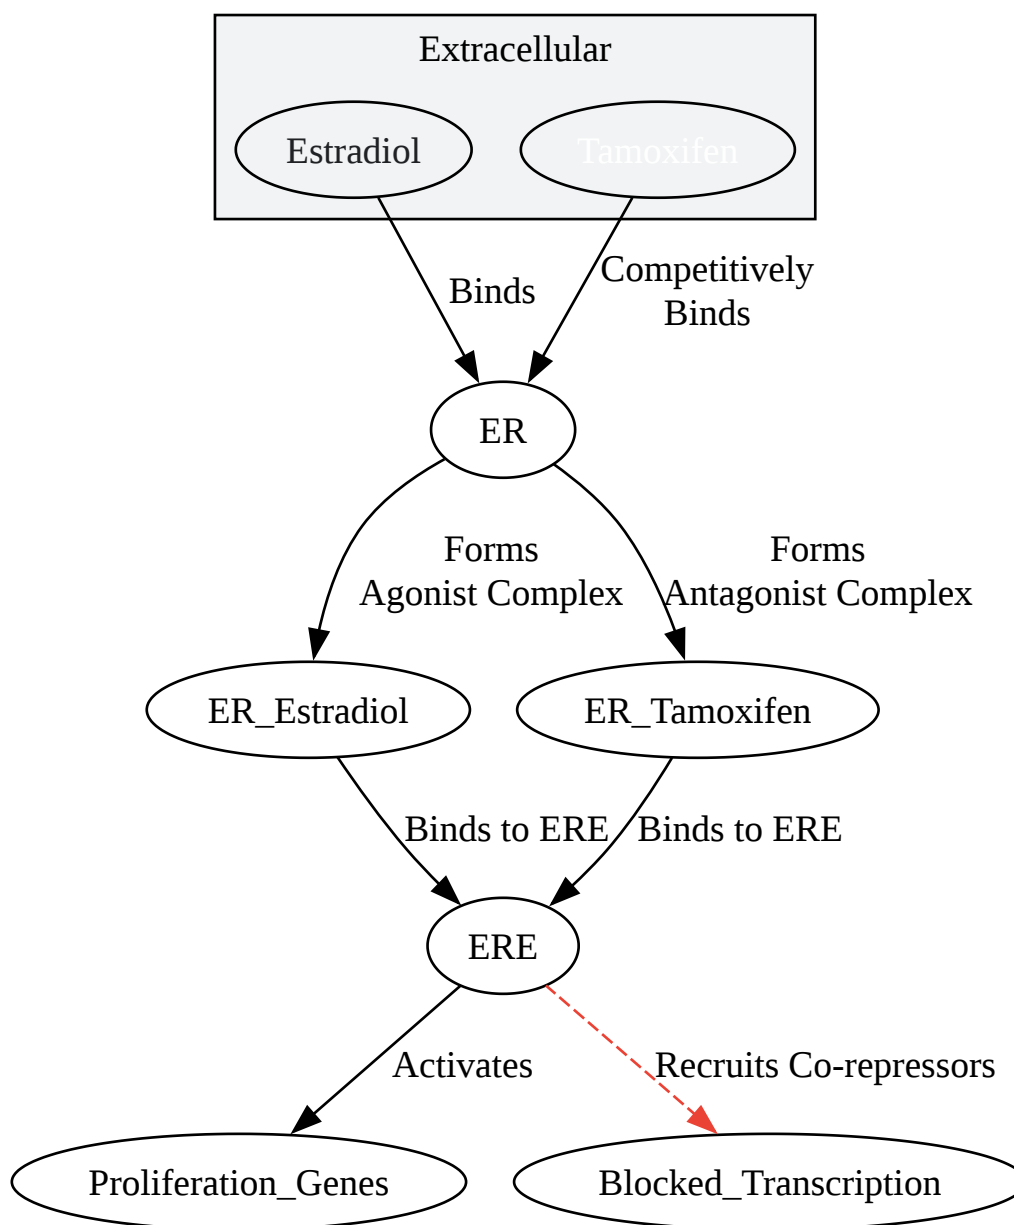 Extracellular
Estradiol
Tamoxifen
Binds
Competitively
Binds
ER
Forms
Agonist Complex
Forms
Antagonist Complex
ER_Estradiol
ER_Tamoxifen
Binds to ERE
Binds to ERE
ERE
Activates
Recruits Co-repressors
Proliferation_Genes
Blocked_Transcription